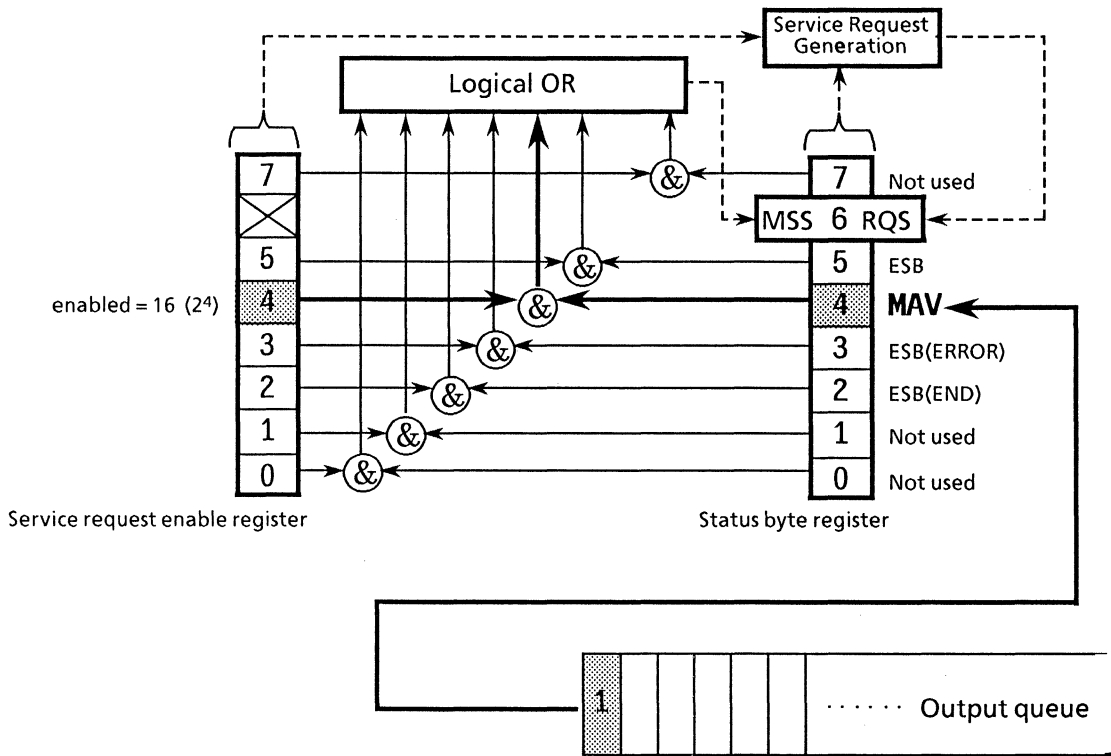 Service Request
Generation
Logical OR
7
&
7 Not used
MSS 6 RQS
5
&
5 ESB
enabled = 16 (2⁴)
4
&
4 MAV
3
&
3 ESB(ERROR)
2
&
2 ESB(END)
1
&
1 Not used
0
&
0 Not used
Service request enable register
Status byte register
1
...... Output queue